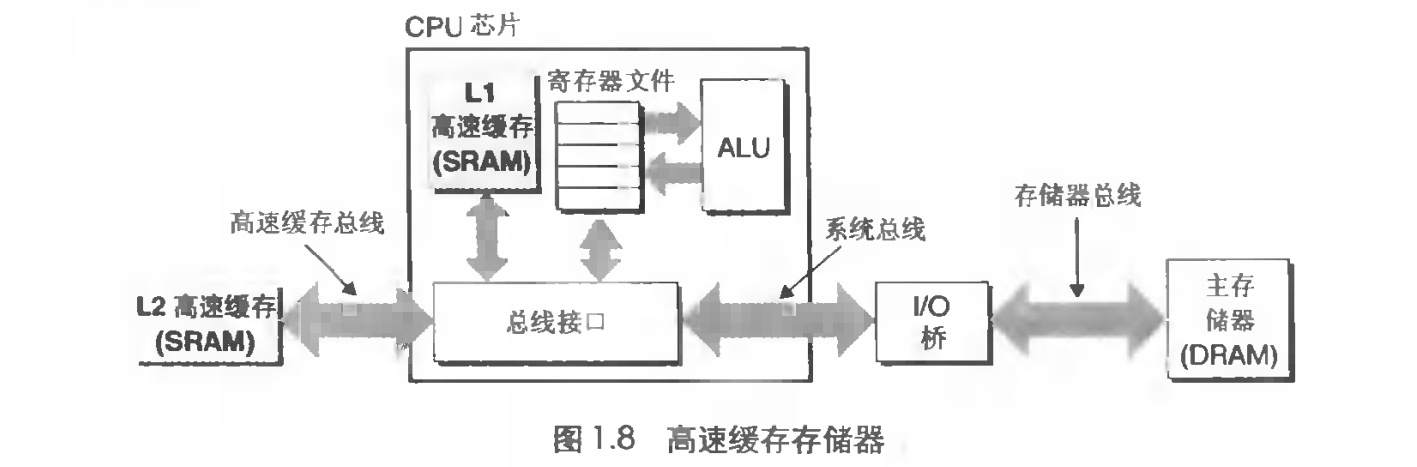 CPU 芯片
L1
高速缓存
(SRAM)
寄存器文件
ALU
高速缓存总线
系统总线
存储器总线
L2 高速缓存
(SRAM)
总线接口
I/O
桥
主存
储器
(DRAM)
图 1.8 高速缓存存储器